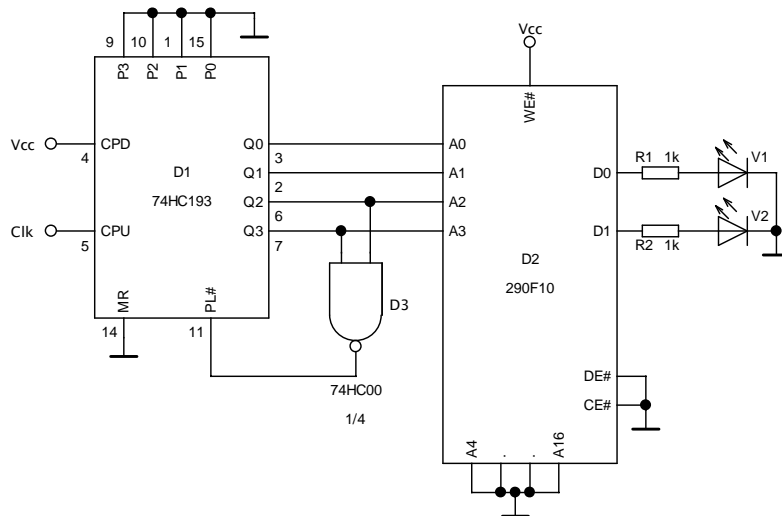 9 10 1 15
P3 P2 P1 P0
Vcc
WE#
Vcc
4
CPD
Q0
3
A0
D1
74HC193
Q1
2
A1
D0
R1 1k
V1
Q2
6
A2
Clk
5
CPU
Q3
7
A3
D1
R2 1k
V2
D2
290F10
MR
PL#
14
11
D3
74HC00
1/4
DE#
CE#
A4 . . A16